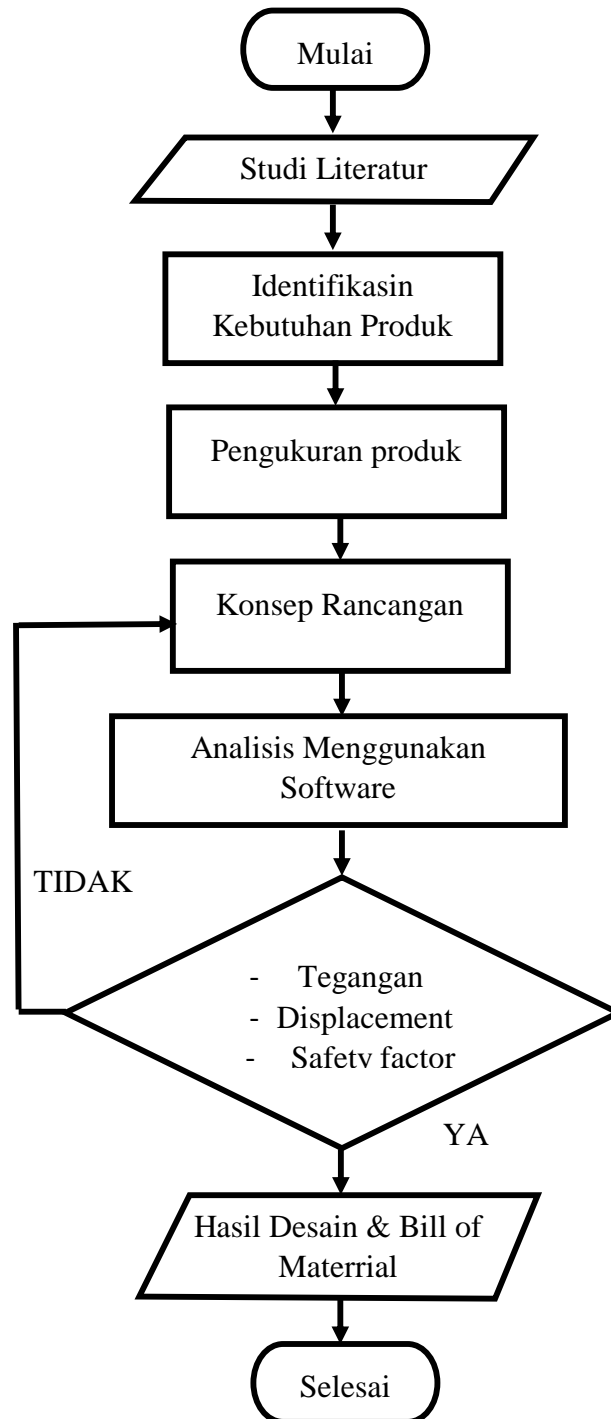 Mulai
Studi Literatur
Identifikasin
Kebutuhan Produk
Pengukuran produk
Konsep Rancangan
Analisis Menggunakan
Software
TIDAK
- Tegangan
- Displacement
- Safety factor
YA
Hasil Desain & Bill of
Materrial
Selesai